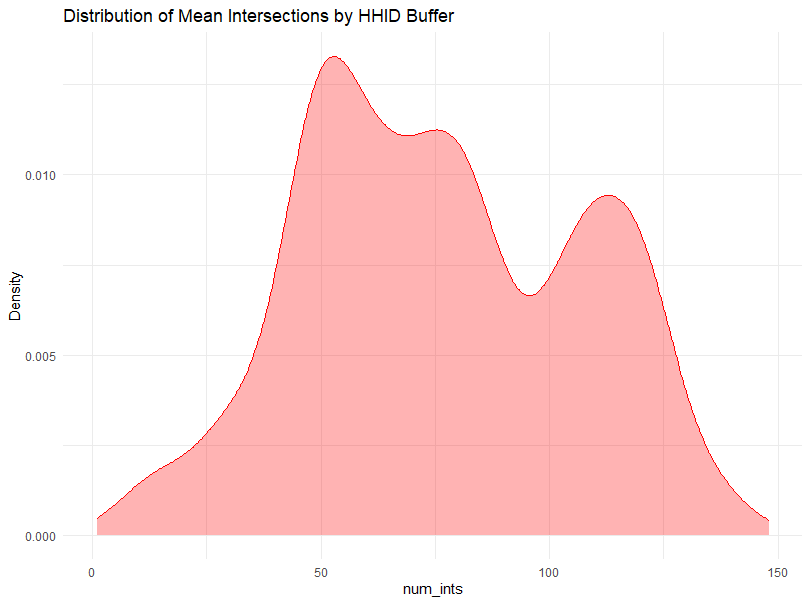 Distribution of Mean Intersections by HHID Buffer
Density
0.010
0.005
0.000
0 50 100 150
num_ints